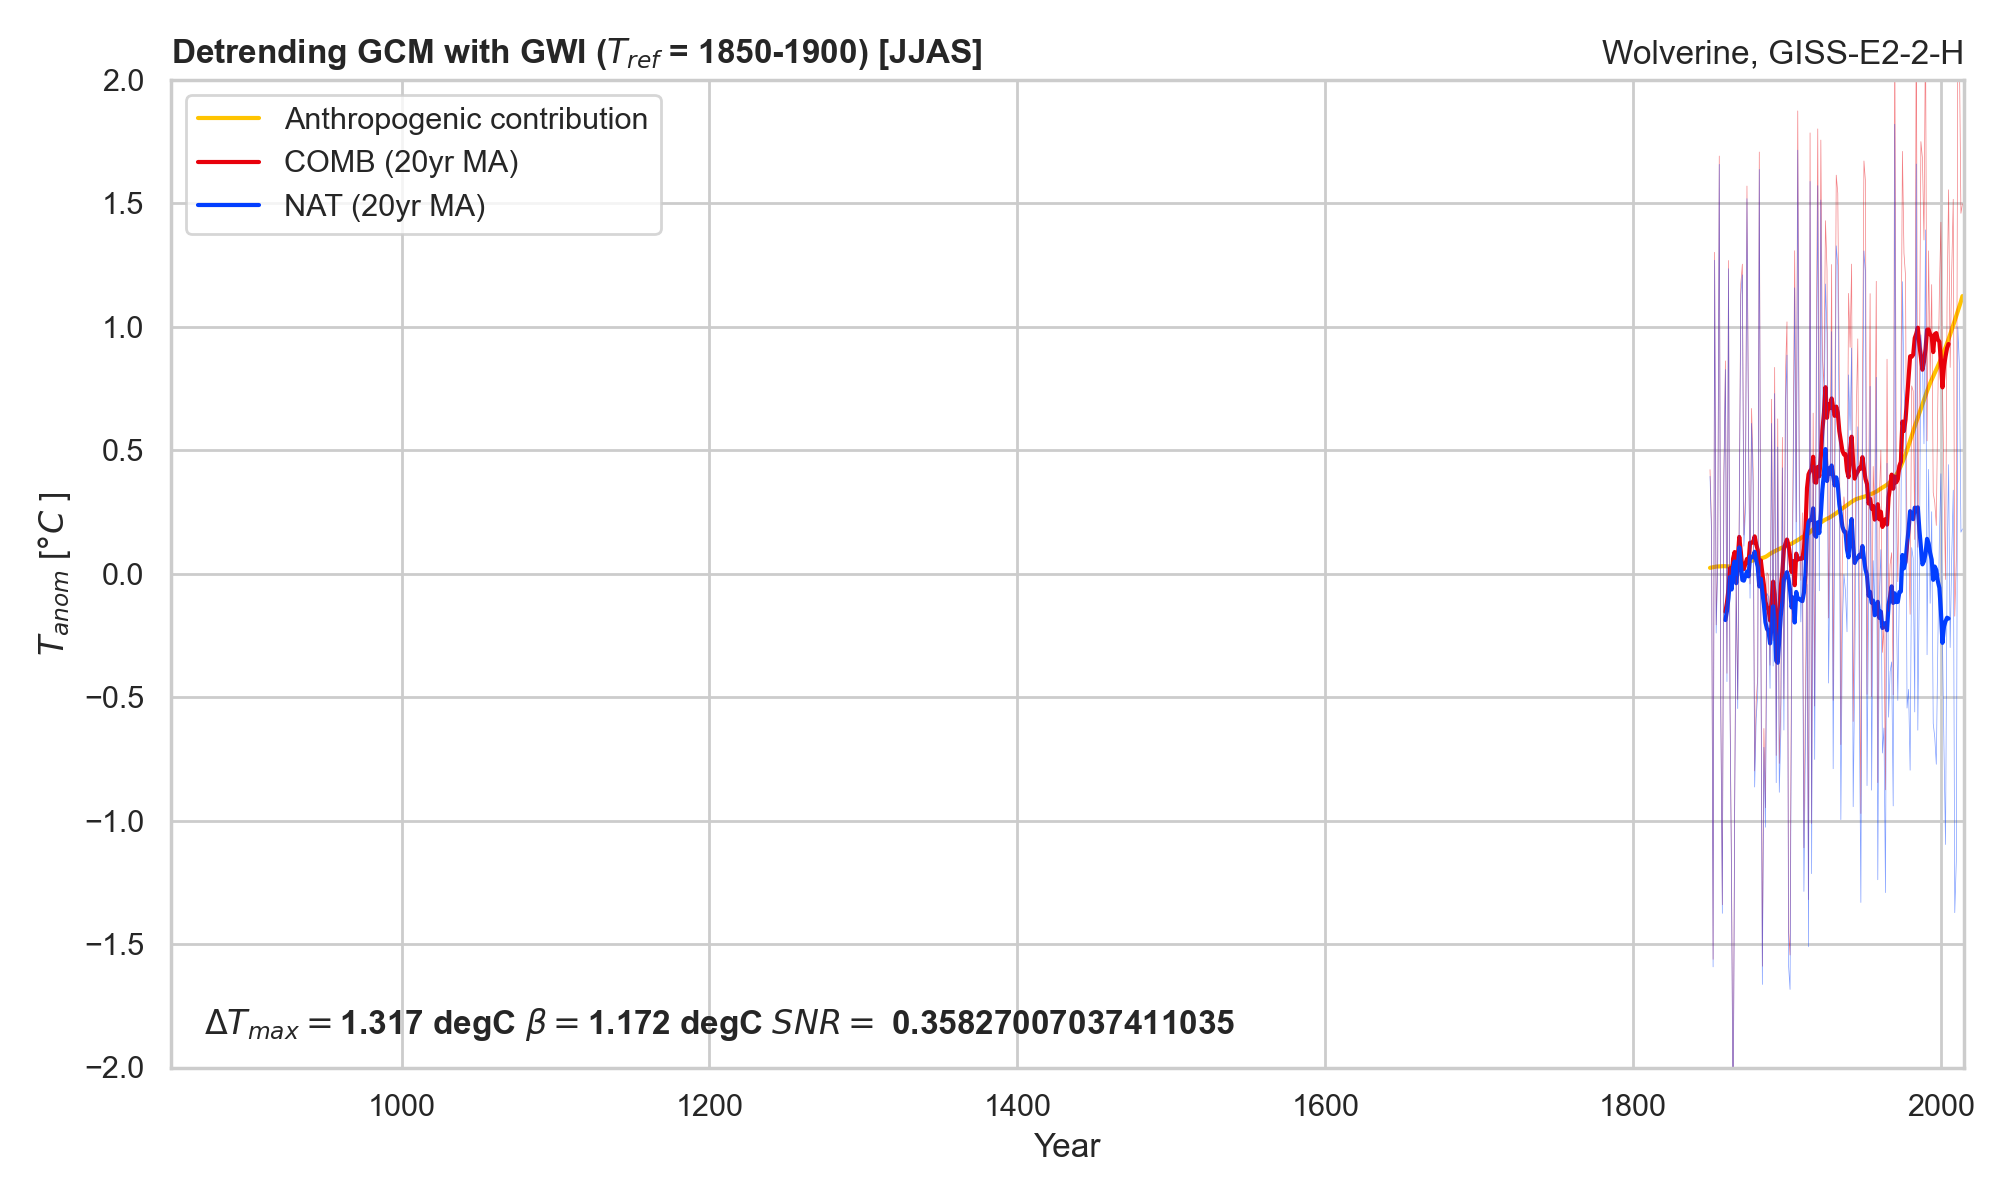 Detrending GCM with GWI (T_ref = 1850-1900) [JJAS]
Wolverine, GISS-E2-2-H
Anthropogenic contribution
COMB (20yr MA)
NAT (20yr MA)
2.0
1.5
1.0
0.5
0.0
−0.5
−1.0
−1.5
−2.0
T_anom [°C ]
ΔT_max = 1.317 degC β = 1.172 degC SNR = 0.35827007037411035
1000 1200 1400 1600 1800 2000
Year